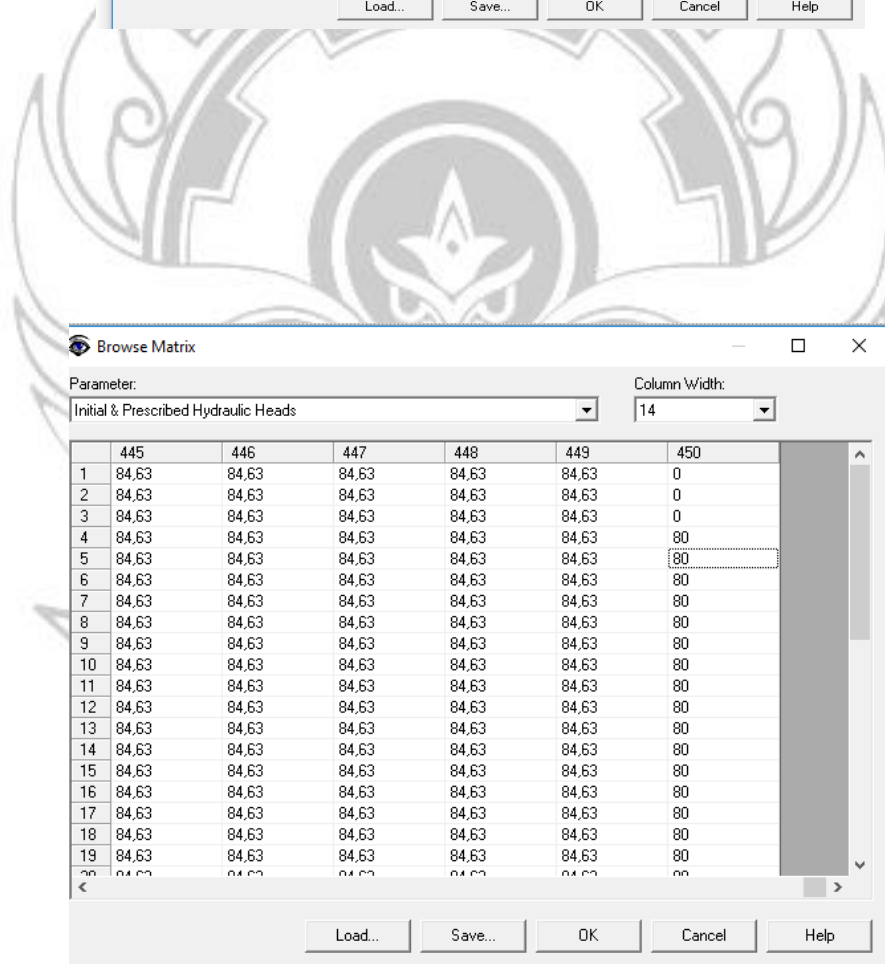 Load... Save... OK Cancel Help
Browse Matrix
Parameter: Column Width:
Initial & Prescribed Hydraulic Heads 14
445 446 447 448 449 450
1 84,63 84,63 84,63 84,63 84,63 0
2 84,63 84,63 84,63 84,63 84,63 0
3 84,63 84,63 84,63 84,63 84,63 0
4 84,63 84,63 84,63 84,63 84,63 80
5 84,63 84,63 84,63 84,63 84,63 80
6 84,63 84,63 84,63 84,63 84,63 80
7 84,63 84,63 84,63 84,63 84,63 80
8 84,63 84,63 84,63 84,63 84,63 80
9 84,63 84,63 84,63 84,63 84,63 80
10 84,63 84,63 84,63 84,63 84,63 80
11 84,63 84,63 84,63 84,63 84,63 80
12 84,63 84,63 84,63 84,63 84,63 80
13 84,63 84,63 84,63 84,63 84,63 80
14 84,63 84,63 84,63 84,63 84,63 80
15 84,63 84,63 84,63 84,63 84,63 80
16 84,63 84,63 84,63 84,63 84,63 80
17 84,63 84,63 84,63 84,63 84,63 80
18 84,63 84,63 84,63 84,63 84,63 80
19 84,63 84,63 84,63 84,63 84,63 80
Load... Save... OK Cancel Help